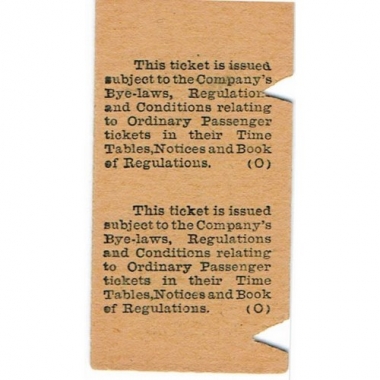 This ticket is issued
subject to the Company's
Bye-laws, Regulation
and Conditions relating
to Ordinary Passenger
tickets in their Time
Tables, Notices and Book
of Regulations. (O)
This ticket is issued
subject to the Company's
Bye-laws, Regulations
and Conditions relating
to Ordinary Passenger
tickets in their Time
Tables, Notices and Book
of Regulations. (O)